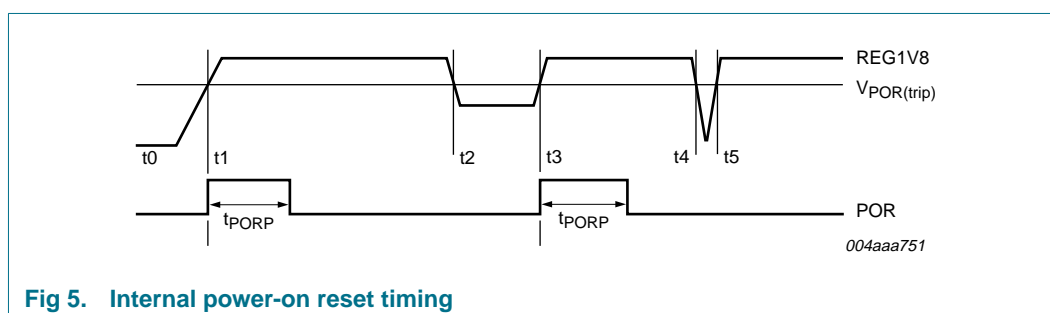 REG1V8
VPOR(trip)
t0 t1 t2 t3 t4 t5
tPORP tPORP
POR
004aaa751
Fig 5. Internal power-on reset timing